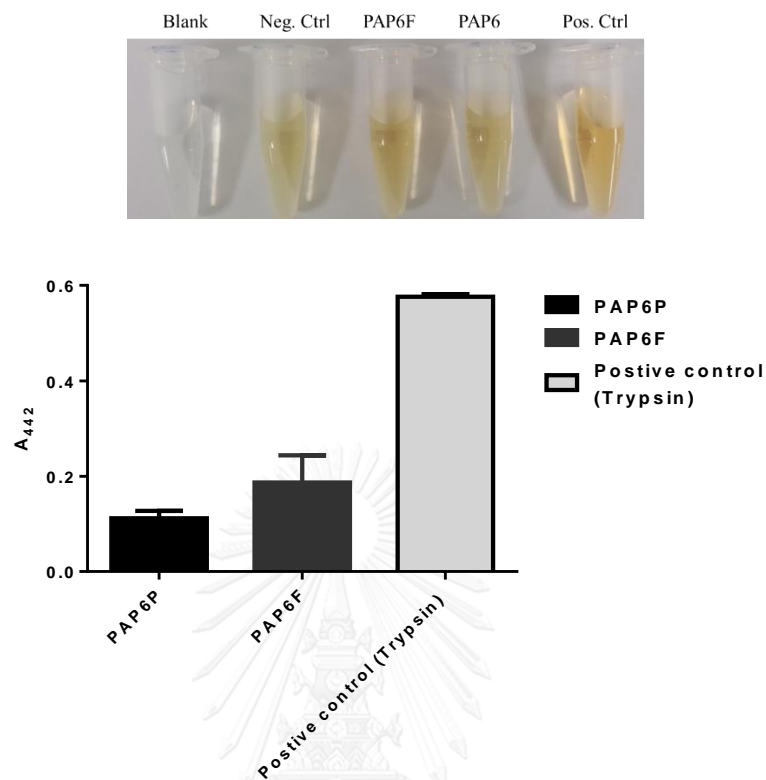 Blank Neg. Ctrl PAP6F PAP6 Pos. Ctrl
0.6
0.4
0.2
0.0
A442
PAP6P
PAP6F
Postive control (Trypsin)
PAP6P
PAP6F
Postive control
(Trypsin)